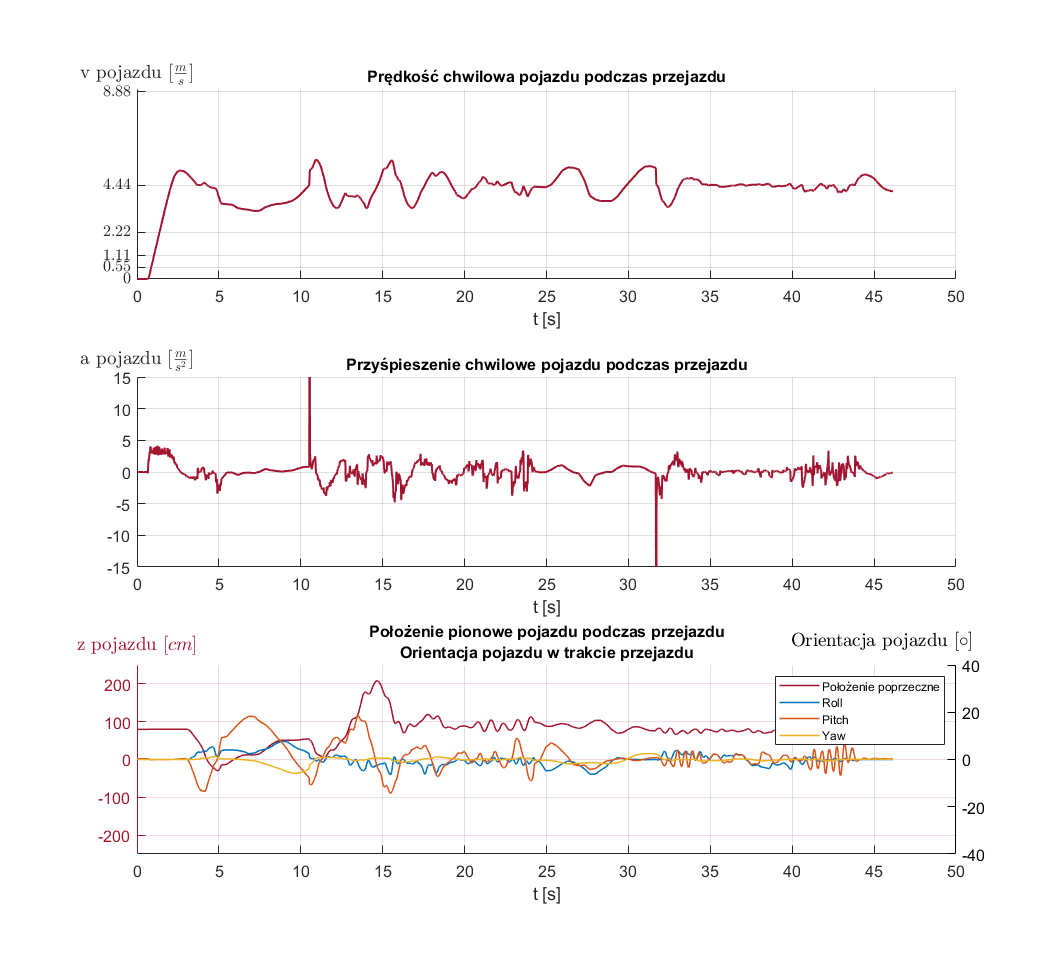 v pojazdu [m/s]
Prędkość chwilowa pojazdu podczas przejazdu
8.88
4.44
2.22
1.11
0.55
0
0 5 10 15 20 25 30 35 40 45 50
t [s]
a pojazdu [m/s²]
Przyśpieszenie chwilowe pojazdu podczas przejazdu
15
10
5
0
-5
-10
-15
0 5 10 15 20 25 30 35 40 45 50
t [s]
Położenie pionowe pojazdu podczas przejazdu
Orientacja pojazdu w trakcie przejazdu
z pojazdu [cm]
Orientacja pojazdu [∘]
200
100
0
-100
-200
40
20
0
-20
-40
Położenie poprzeczne
Roll
Pitch
Yaw
0 5 10 15 20 25 30 35 40 45 50
t [s]